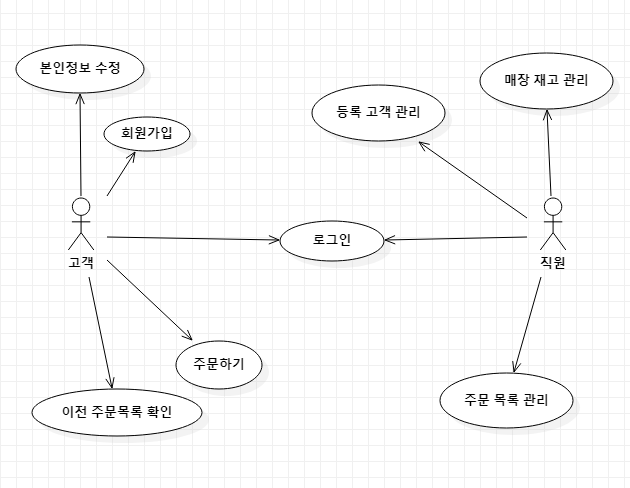 본인정보 수정
매장 재고 관리
등록 고객 관리
회원가입
로그인
고객
직원
주문하기
주문 목록 관리
이전 주문목록 확인